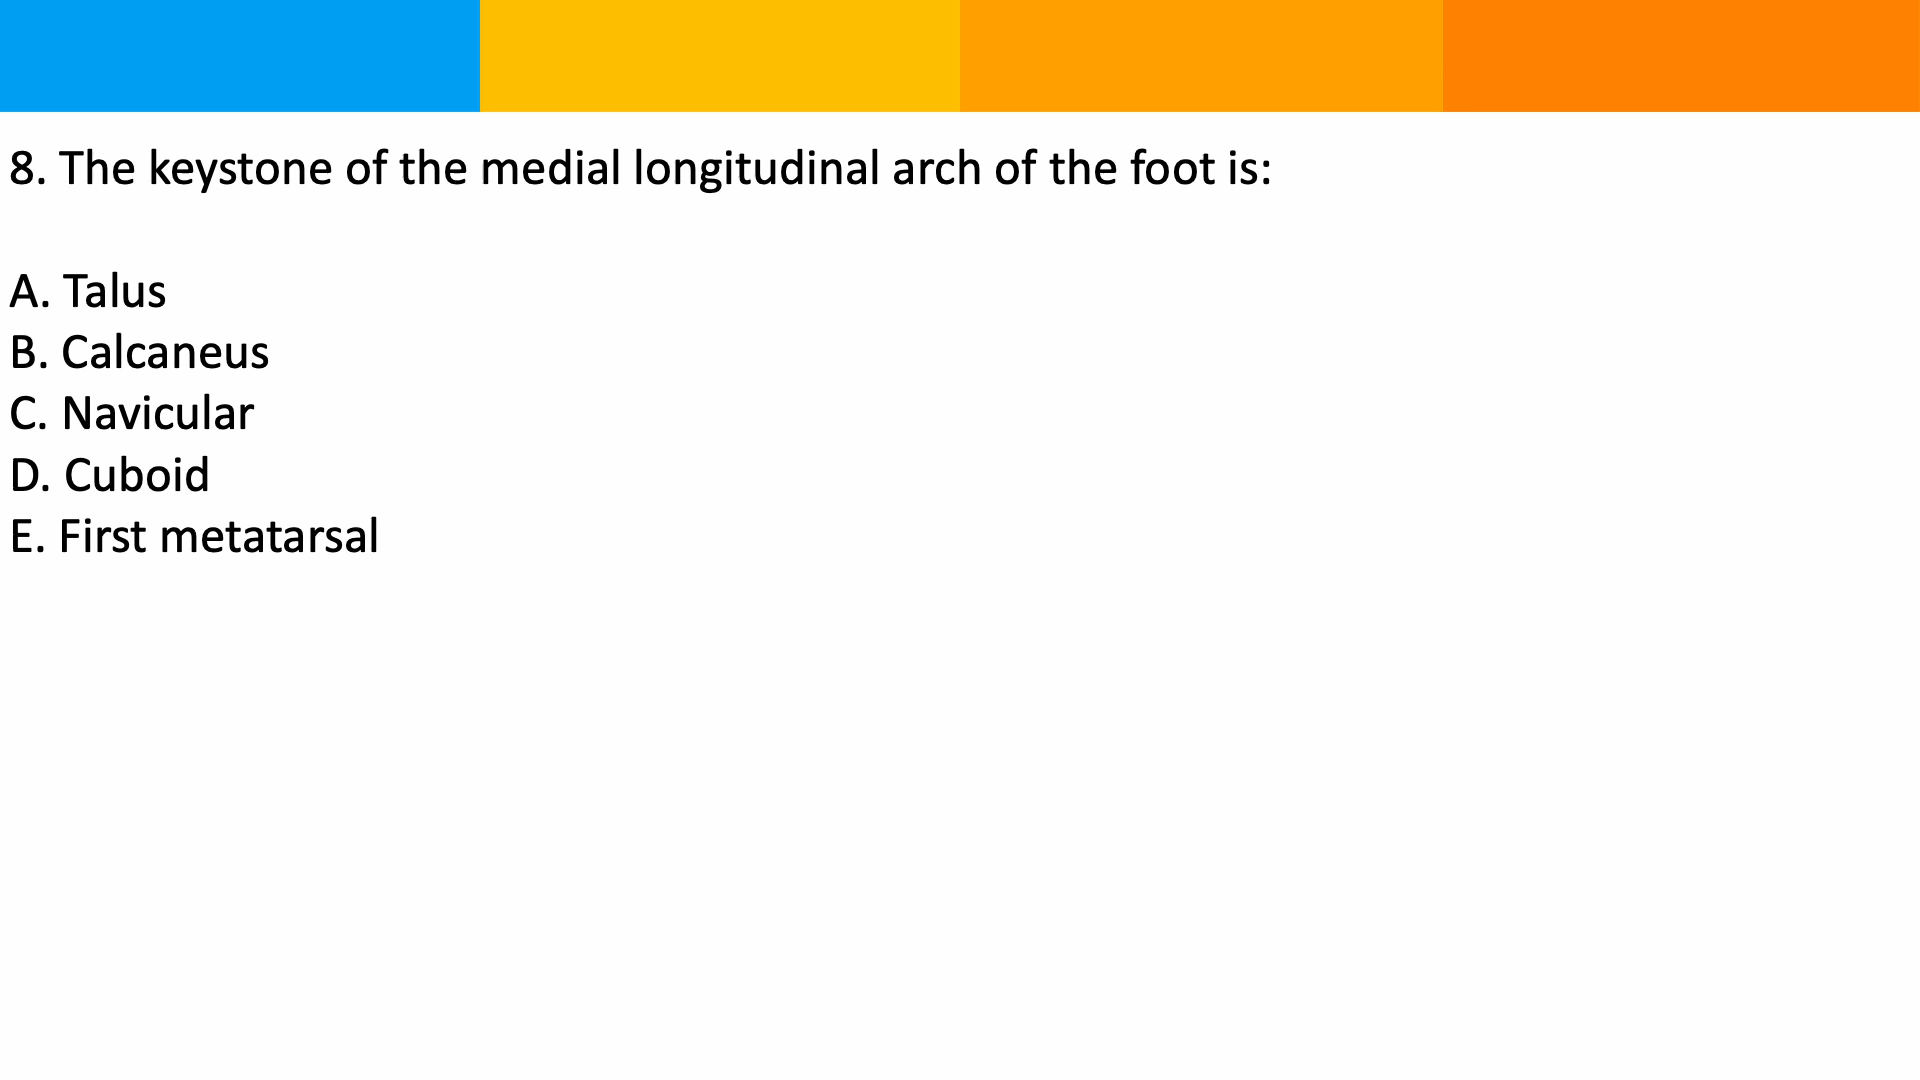 8. The keystone of the medial longitudinal arch of the foot is:
A. Talus
B. Calcaneus
C. Navicular
D. Cuboid
E. First metatarsal